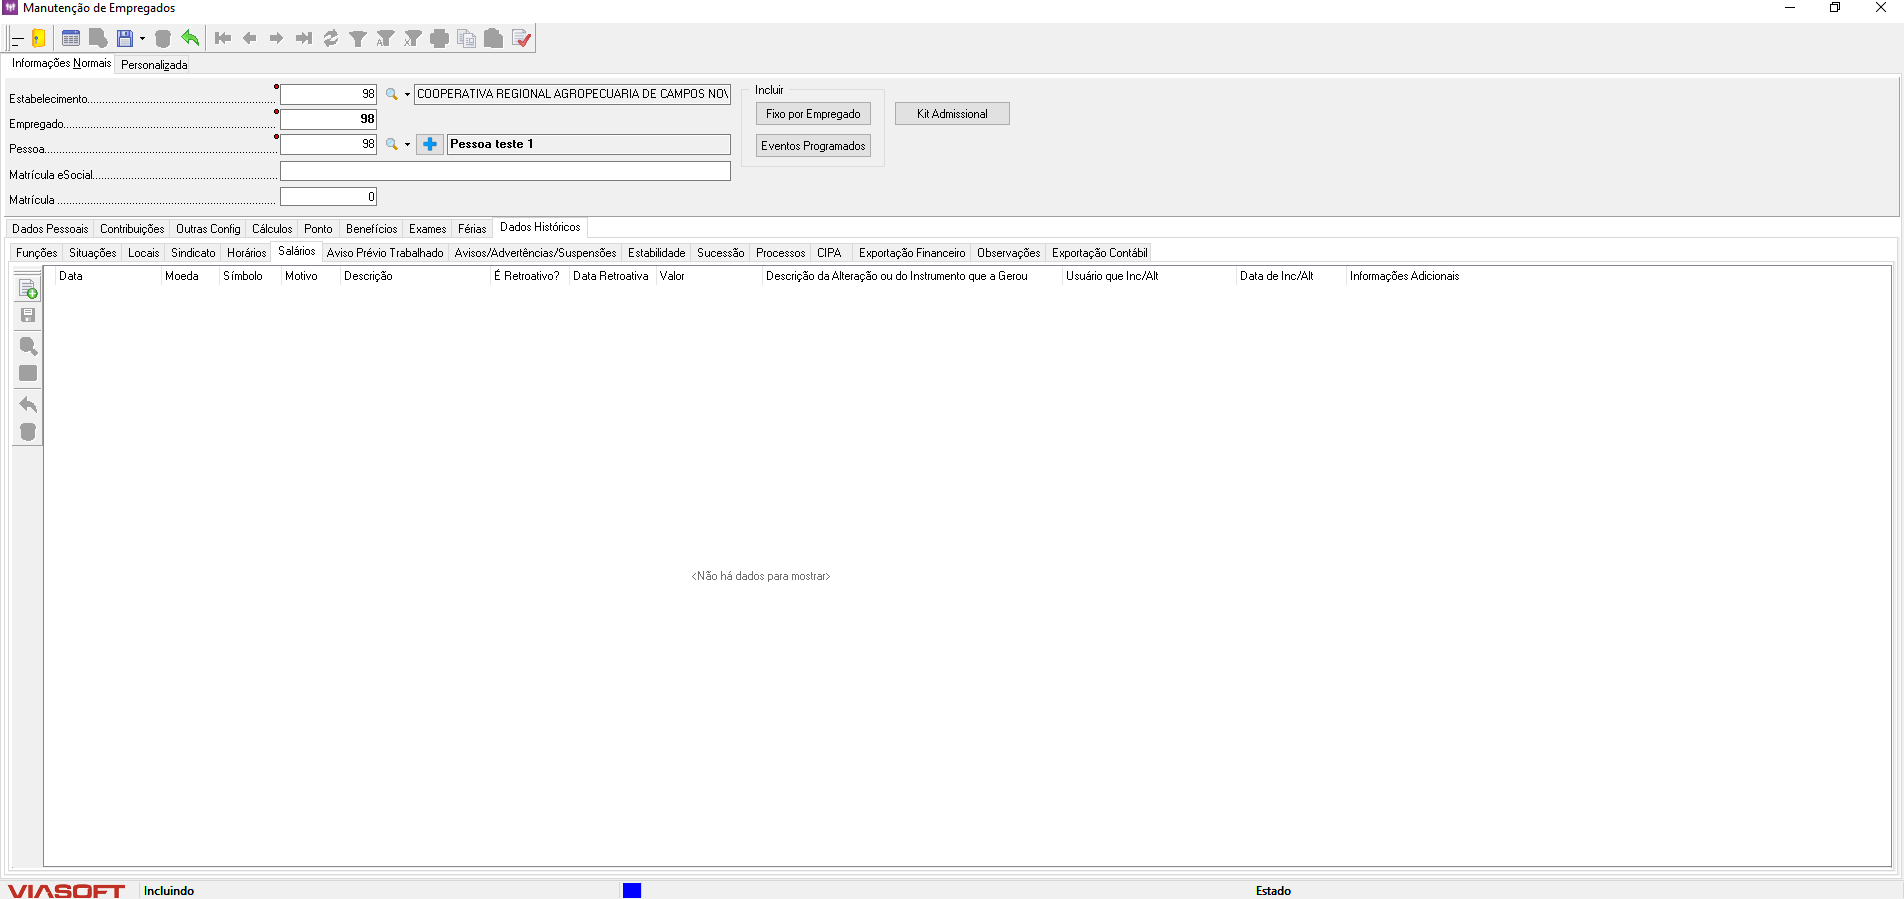 Manutenção de Empregados
Informações Normais Personalizada
Estabelecimento 98 COOPERATIVA REGIONAL AGROPECUARIA DE CAMPOS NOV
Empregado 98
Pessoa 98 Pessoa teste 1
Matrícula eSocial
Matrícula 0
Incluir
Fixo por Empregado
Eventos Programados
Kit Admissional
Dados Pessoais Contribuições Outras Config Cálculos Ponto Benefícios Exames Férias Dados Históricos
Funções Situações Locais Sindicato Horários Salários Aviso Prévio Trabalhado Avisos/Advertências/Suspensões Estabilidade Sucessão Processos CIPA Exportação Financeiro Observações Exportação Contábil
Data Moeda Símbolo Motivo Descrição É Retroativo? Data Retroativa Valor Descrição da Alteração ou do Instrumento que a Gerou Usuário que Inc/Alt Data de Inc/Alt Informações Adicionais
<Não há dados para mostrar>
VIASOFT Incluindo Estado